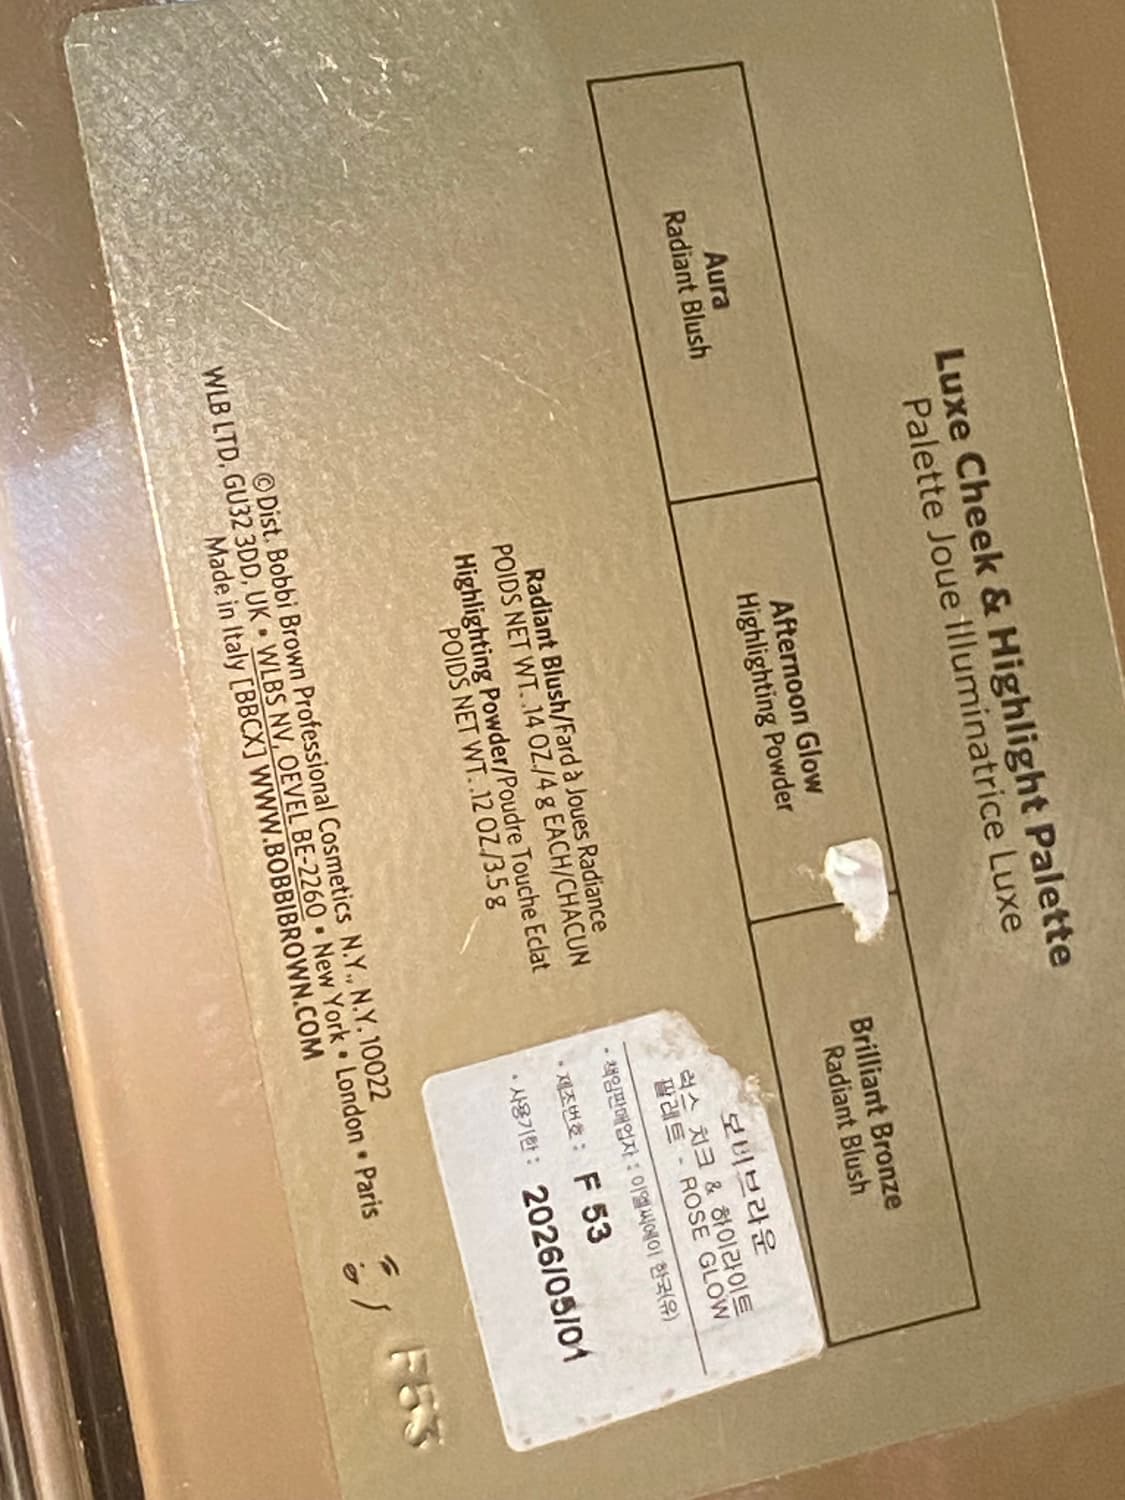 Luxe Cheek & Highlight Palette
Palette Joue Illuminatrice Luxe
Aura
Radiant Blush
Afternoon Glow
Highlighting Powder
Brilliant Bronze
Radiant Blush
Radiant Blush/Fard à Joues Radiance
POIDS NET WT. .14 OZ./4 g EACH/CHACUN
Highlighting Powder/Poudre Touche Eclat
POIDS NET WT. .12 OZ./3.5 g
보비브라운
럭스 치크 & 하이라이트
팔레트 - ROSE GLOW
· 책임판매업자 : 이엘씨에이 한국(유)
· 제조번호 : F 53
· 사용기한 : 2026/05/01
© Dist. Bobbi Brown Professional Cosmetics N.Y., N.Y. 10022
WLB LTD, GU32 3DD, UK • WLBS NV, OEVEL BE-2260 • New York • London • Paris
Made in Italy [BBCX] WWW.BOBBIBROWN.COM
F53